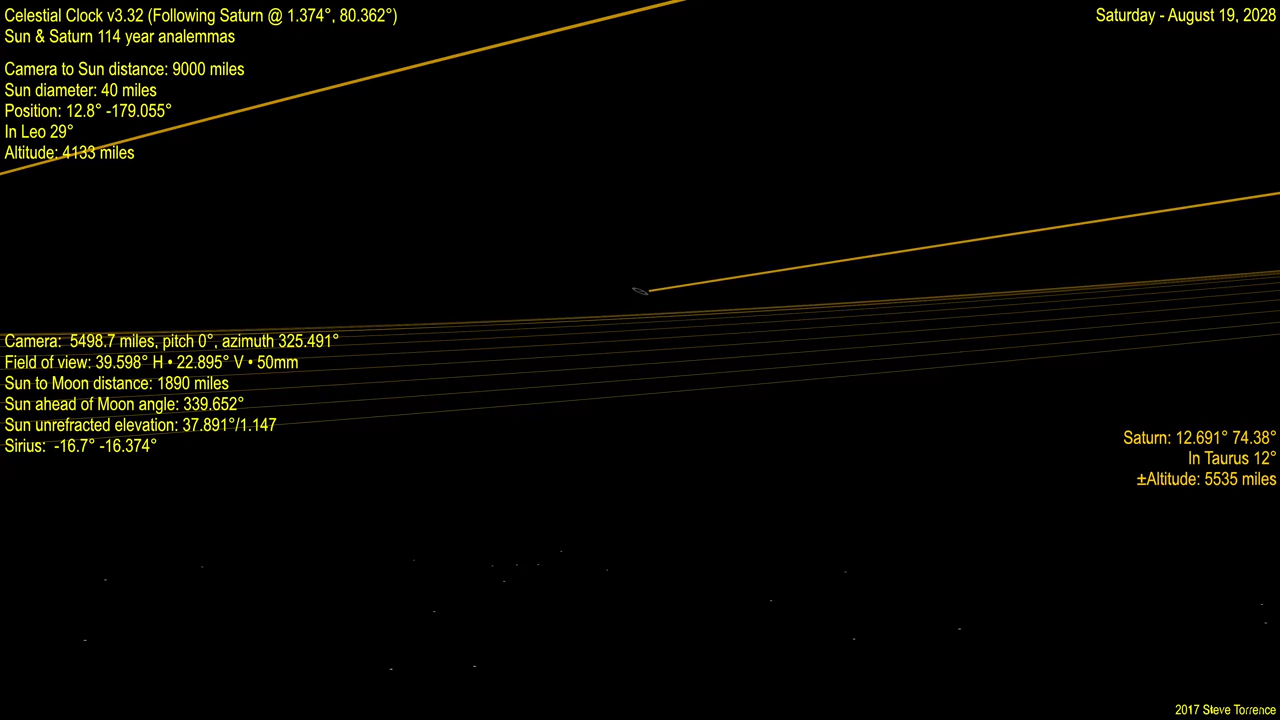 Celestial Clock v3.32 (Following Saturn @ 1.374°, 80.362°)
Saturday - August 19, 2028
Sun & Saturn 114 year analemmas
Camera to Sun distance: 9000 miles
Sun diameter: 40 miles
Position: 12.8° -179.055°
In Leo 29°
Altitude: 4133 miles
Camera:  5498.7 miles, pitch 0°, azimuth 325.491°
Field of view: 39.598° H • 22.895° V • 50mm
Sun to Moon distance: 1890 miles
Sun ahead of Moon angle: 339.652°
Sun unrefracted elevation: 37.891°/1.147
Sirius:  -16.7° -16.374°
Saturn: 12.691° 74.38°
In Taurus 12°
±Altitude: 5535 miles
2017 Steve Torrence